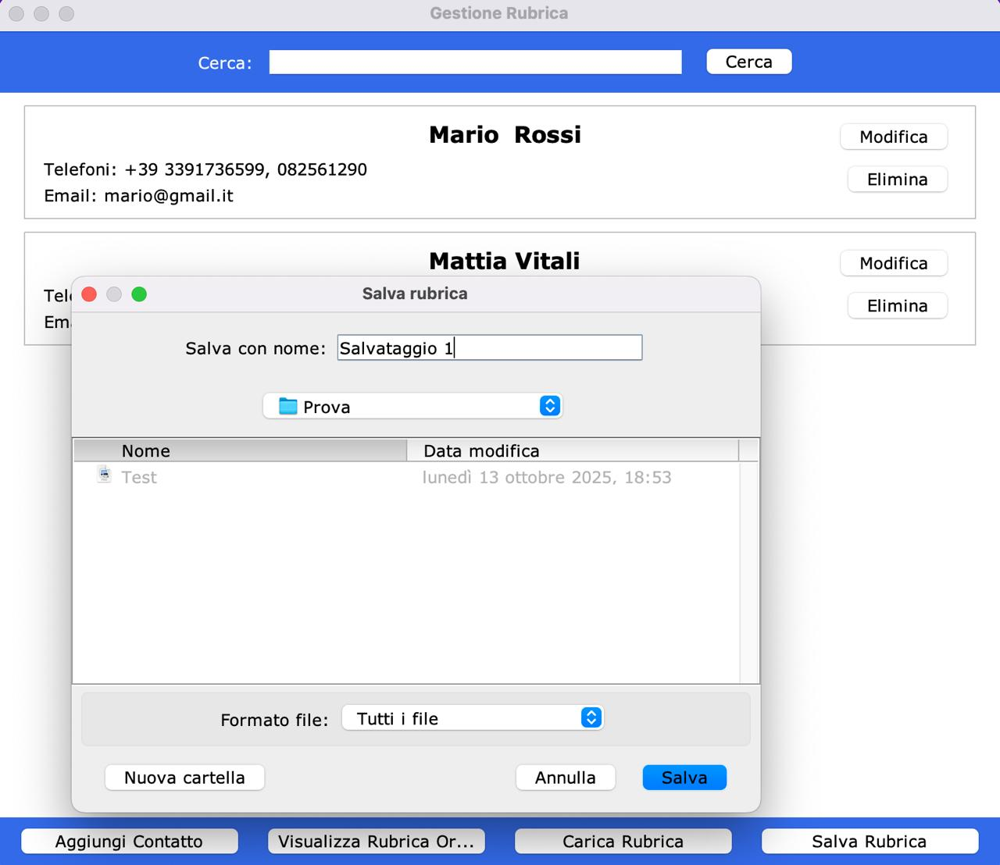 Gestione Rubrica
Cerca:
Cerca
Mario Rossi
Modifica
Telefoni: +39 3391736599, 082561290
Elimina
Email: mario@gmail.it
Mattia Vitali
Modifica
Elimina
Salva rubrica
Salva con nome: Salvataggio 1
Prova
Nome Data modifica
Test lunedì 13 ottobre 2025, 18:53
Formato file: Tutti i file
Nuova cartella Annulla Salva
Aggiungi Contatto Visualizza Rubrica Or... Carica Rubrica Salva Rubrica